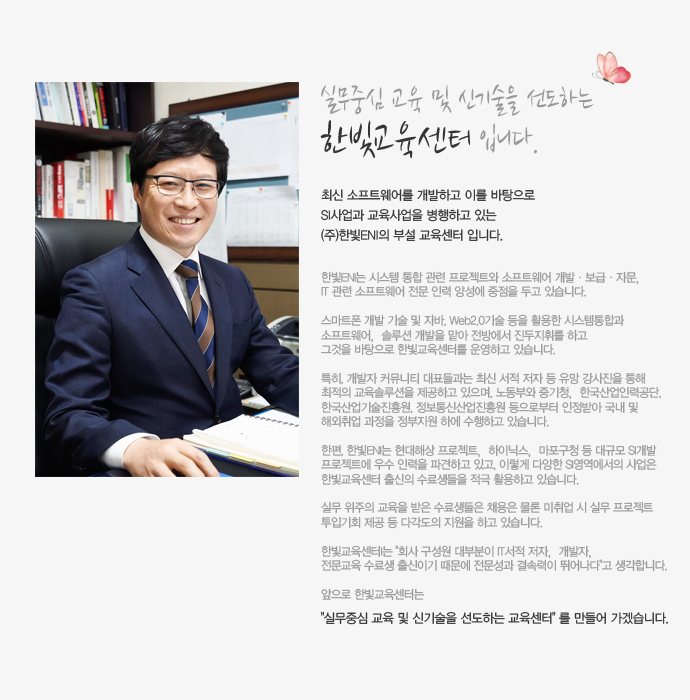 실무중심 교육 및 신기술을 선도하는
한빛교육센터 입니다.
최신 소프트웨어를 개발하고 이를 바탕으로
SI사업과 교육사업을 병행하고 있는
(주)한빛ENI의 부설 교육센터 입니다.
한빛ENI는 시스템 통합 관련 프로젝트와 소프트웨어 개발 · 보급 · 자문,
IT 관련 소프트웨어 전문 인력 양성에 중점을 두고 있습니다.
스마트폰 개발 기술 및 자바, Web2.0기술 등을 활용한 시스템통합과
소프트웨어, 솔루션 개발을 맡아 전방에서 진두지휘를 하고
그것을 바탕으로 한빛교육센터를 운영하고 있습니다.
특히, 개발자 커뮤니티 대표들과는 최신 서적 저자 등 유망 강사진을 통해
최적의 교육솔루션을 제공하고 있으며, 노동부와 중기청, 한국산업인력공단,
한국산업기술진흥원, 정보통신산업진흥원 등으로부터 인정받아 국내 및
해외취업 과정을 정부지원 하에 수행하고 있습니다.
한편, 한빛ENI는 현대해상 프로젝트, 하이닉스, 마포구청 등 대규모 SI개발
프로젝트에 우수 인력을 파견하고 있고, 이렇게 다양한 SI영역에서의 사업은
한빛교육센터 출신의 수료생들을 적극 활용하고 있습니다.
실무 위주의 교육을 받은 수료생들은 채용은 물론 미취업 시 실무 프로젝트
투입기회 제공 등 다각도의 지원을 하고 있습니다.
한빛교육센터는 "회사 구성원 대부분이 IT서적 저자, 개발자,
전문교육 수료생 출신이기 때문에 전문성과 결속력이 뛰어나다"고 생각합니다.
앞으로 한빛교육센터는
"실무중심 교육 및 신기술을 선도하는 교육센터" 를 만들어 가겠습니다.